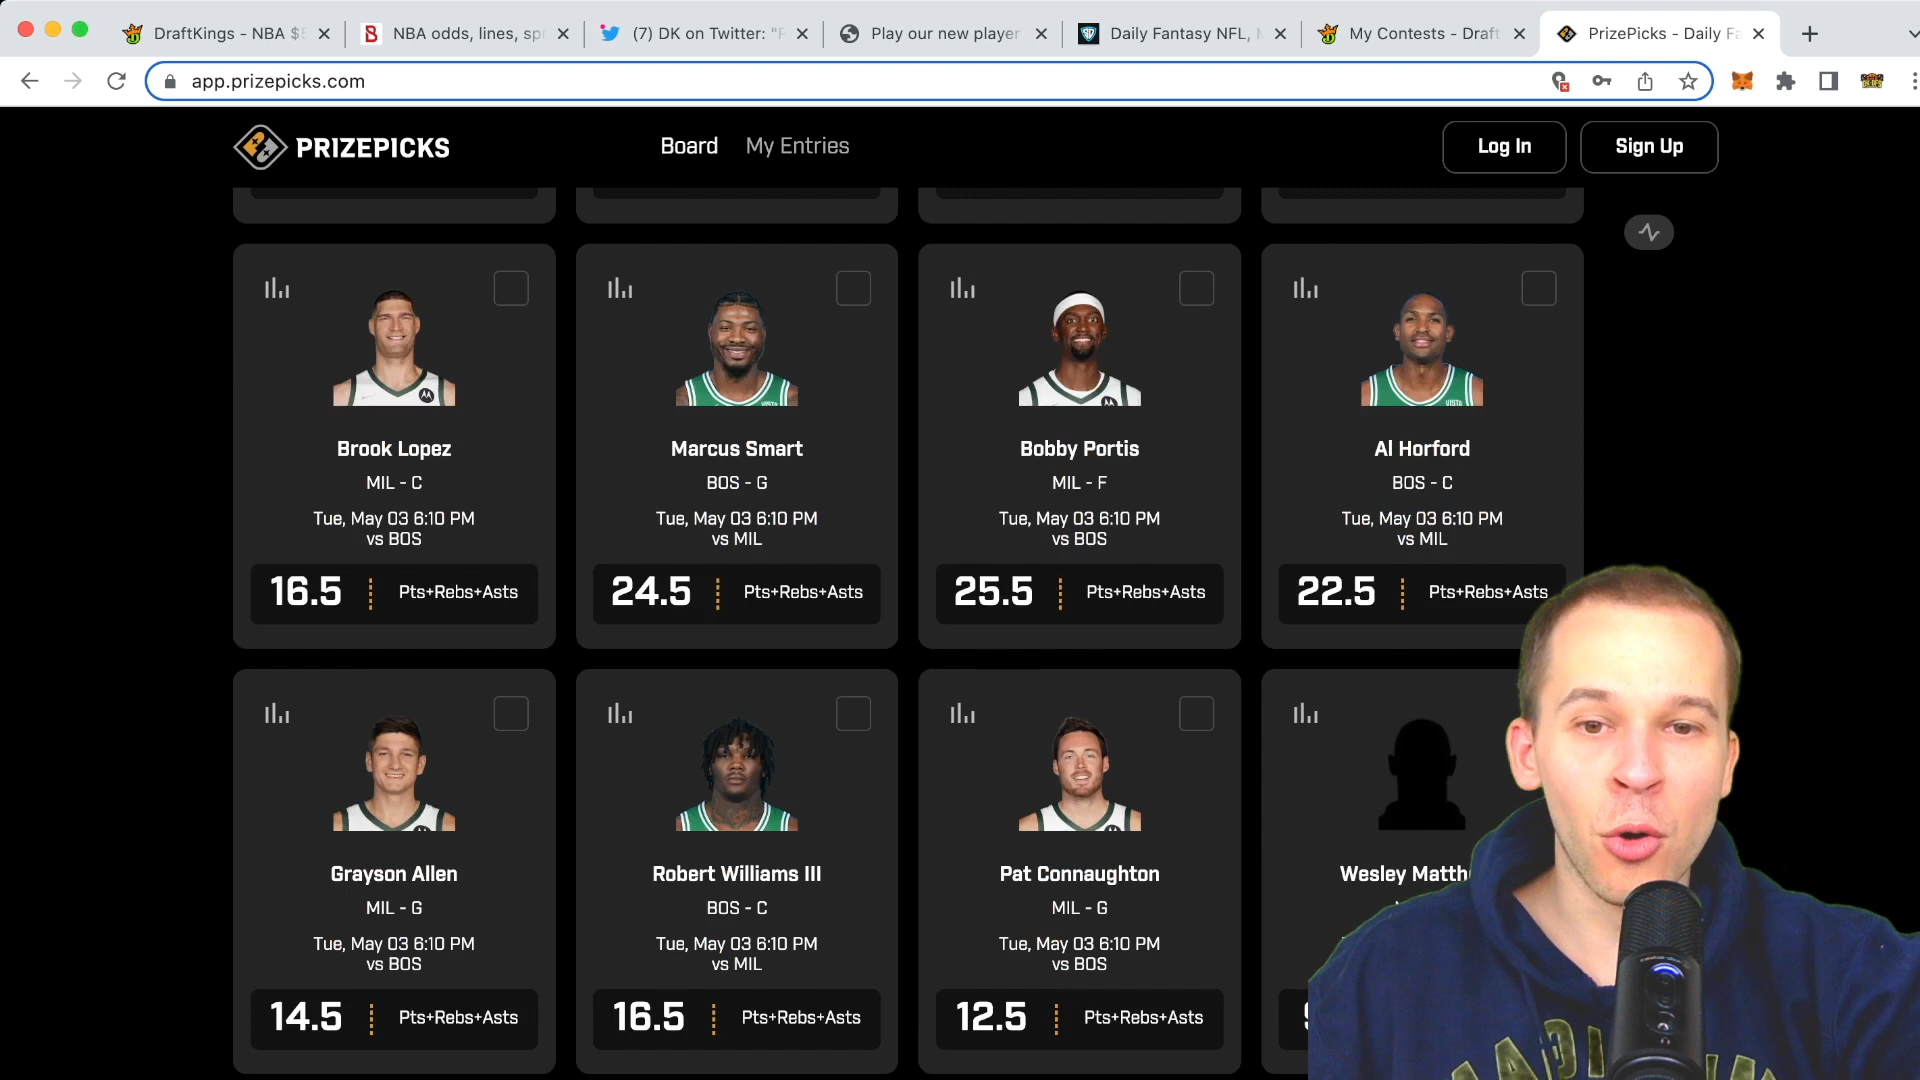 DraftKings - NBA $5
NBA odds, lines, spr
(7) DK on Twitter: "F
Play our new player
Daily Fantasy NFL, M
My Contests - Draft
PrizePicks - Daily Fa
app.prizepicks.com
PRIZEPICKS
Board
My Entries
Log In
Sign Up
Brook Lopez
MIL - C
Tue, May 03 6:10 PM
vs BOS
16.5
Pts+Rebs+Asts
Marcus Smart
BOS - G
Tue, May 03 6:10 PM
vs MIL
24.5
Pts+Rebs+Asts
Bobby Portis
MIL - F
Tue, May 03 6:10 PM
vs BOS
25.5
Pts+Rebs+Asts
Al Horford
BOS - C
Tue, May 03 6:10 PM
vs MIL
22.5
Pts+Rebs+Asts
Grayson Allen
MIL - G
Tue, May 03 6:10 PM
vs BOS
14.5
Pts+Rebs+Asts
Robert Williams III
BOS - C
Tue, May 03 6:10 PM
vs MIL
16.5
Pts+Rebs+Asts
Pat Connaughton
MIL - G
Tue, May 03 6:10 PM
vs BOS
12.5
Pts+Rebs+Asts
Wesley Matth